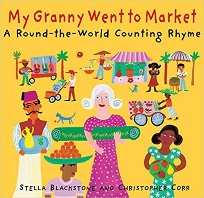 My Granny Went to Market
A Round-the-World Counting Rhyme
Stella Blackstone and Christopher Corr